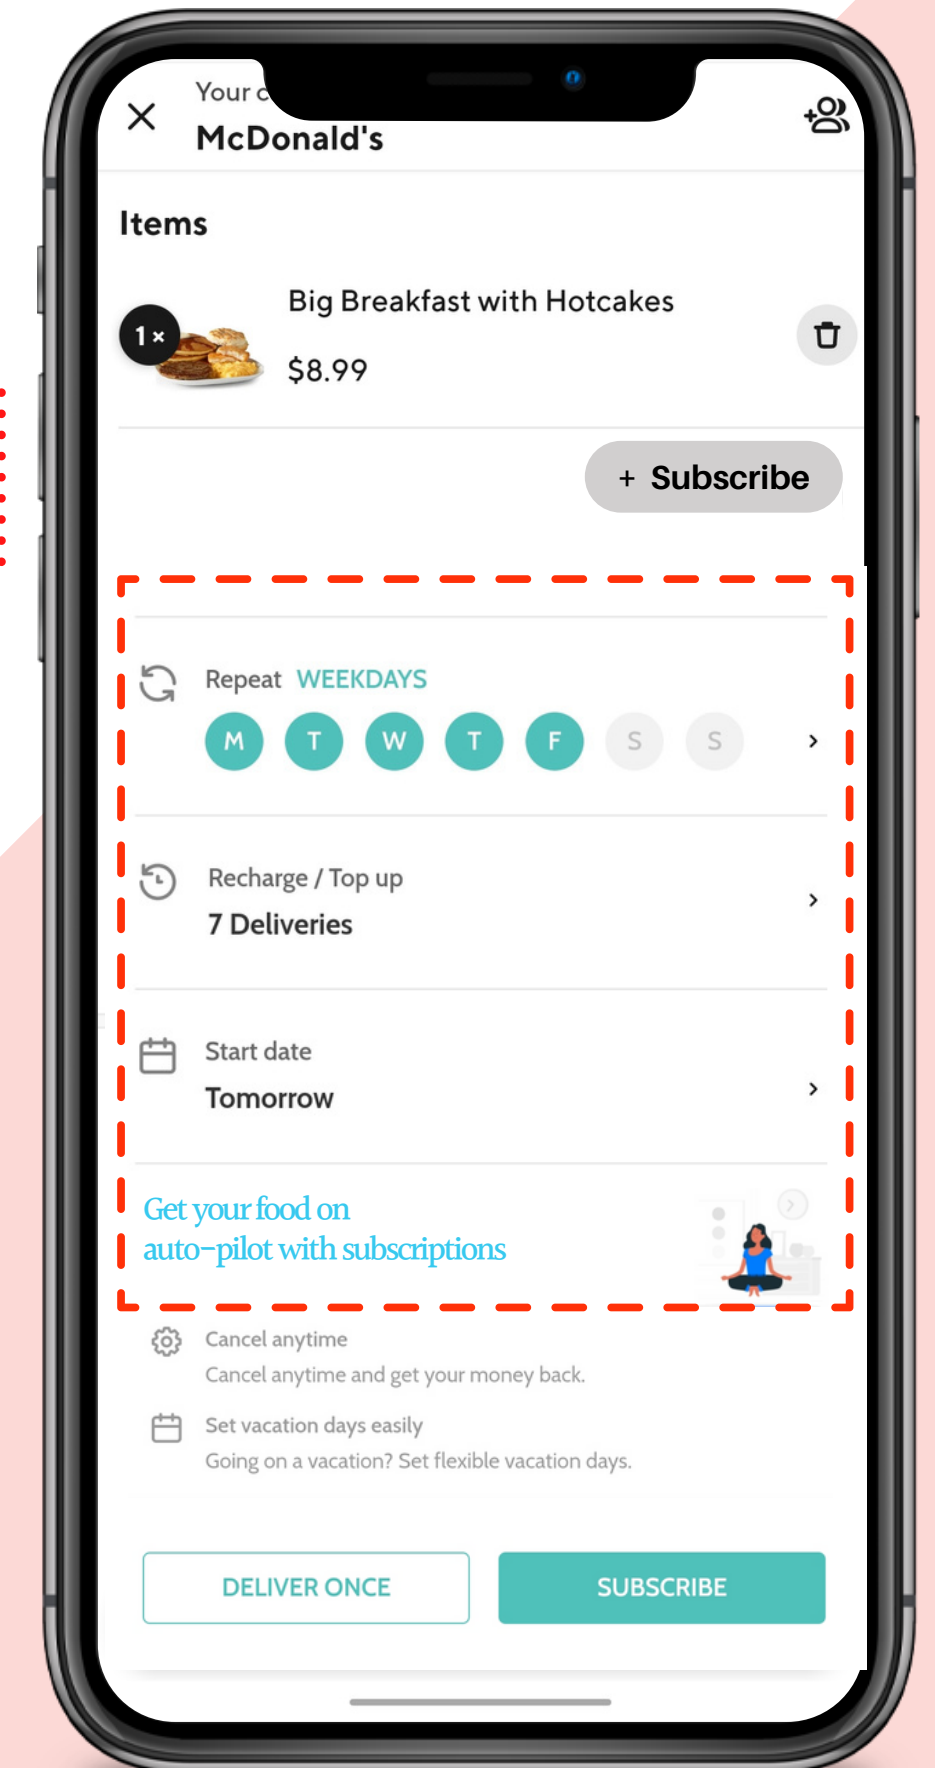 Your c
McDonald's
Items
1 ×
Big Breakfast with Hotcakes
$8.99
+ Subscribe
Repeat WEEKDAYS
M T W T F S S
Recharge / Top up
7 Deliveries
Start date
Tomorrow
Get your food on
auto-pilot with subscriptions
Cancel anytime
Cancel anytime and get your money back.
Set vacation days easily
Going on a vacation? Set flexible vacation days.
DELIVER ONCE SUBSCRIBE